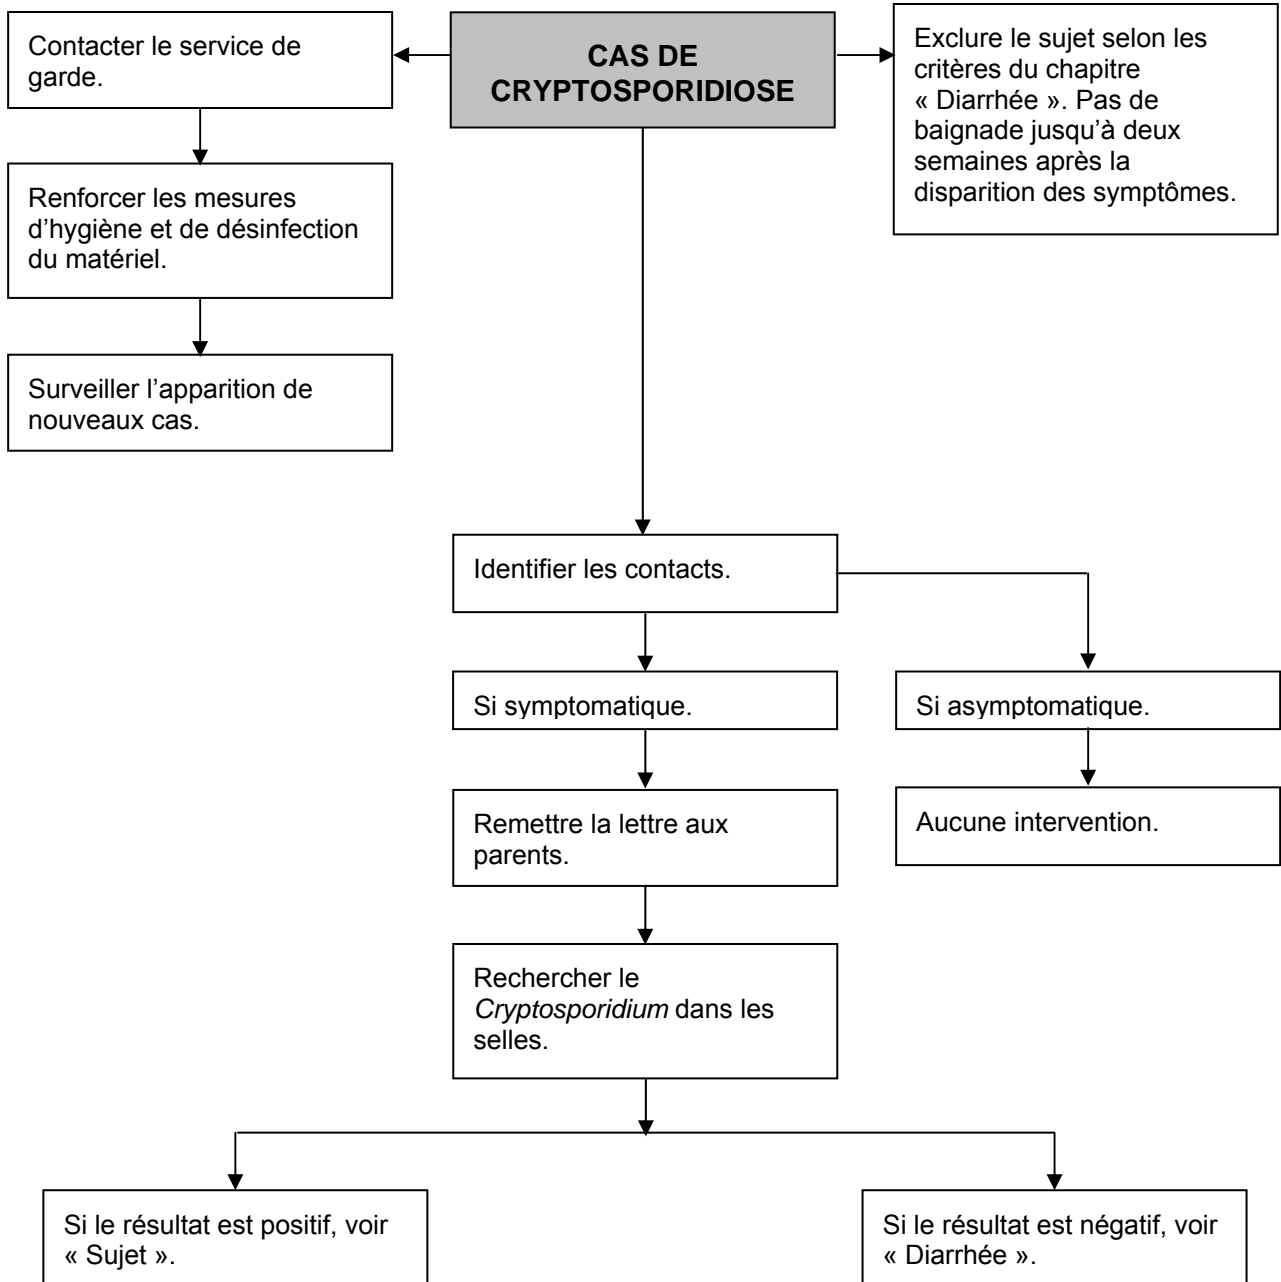 Contacter le service de
garde.
CAS DE
CRYPTOSPORIDIOSE
Exclure le sujet selon les
critères du chapitre
« Diarrhée ». Pas de
baignade jusqu’à deux
semaines après la
disparition des symptômes.
Renforcer les mesures
d’hygiène et de désinfection
du matériel.
Surveiller l’apparition de
nouveaux cas.
Identifier les contacts.
Si symptomatique.
Si asymptomatique.
Remettre la lettre aux
parents.
Aucune intervention.
Rechercher le
Cryptosporidium dans les
selles.
Si le résultat est positif, voir
« Sujet ».
Si le résultat est négatif, voir
« Diarrhée ».